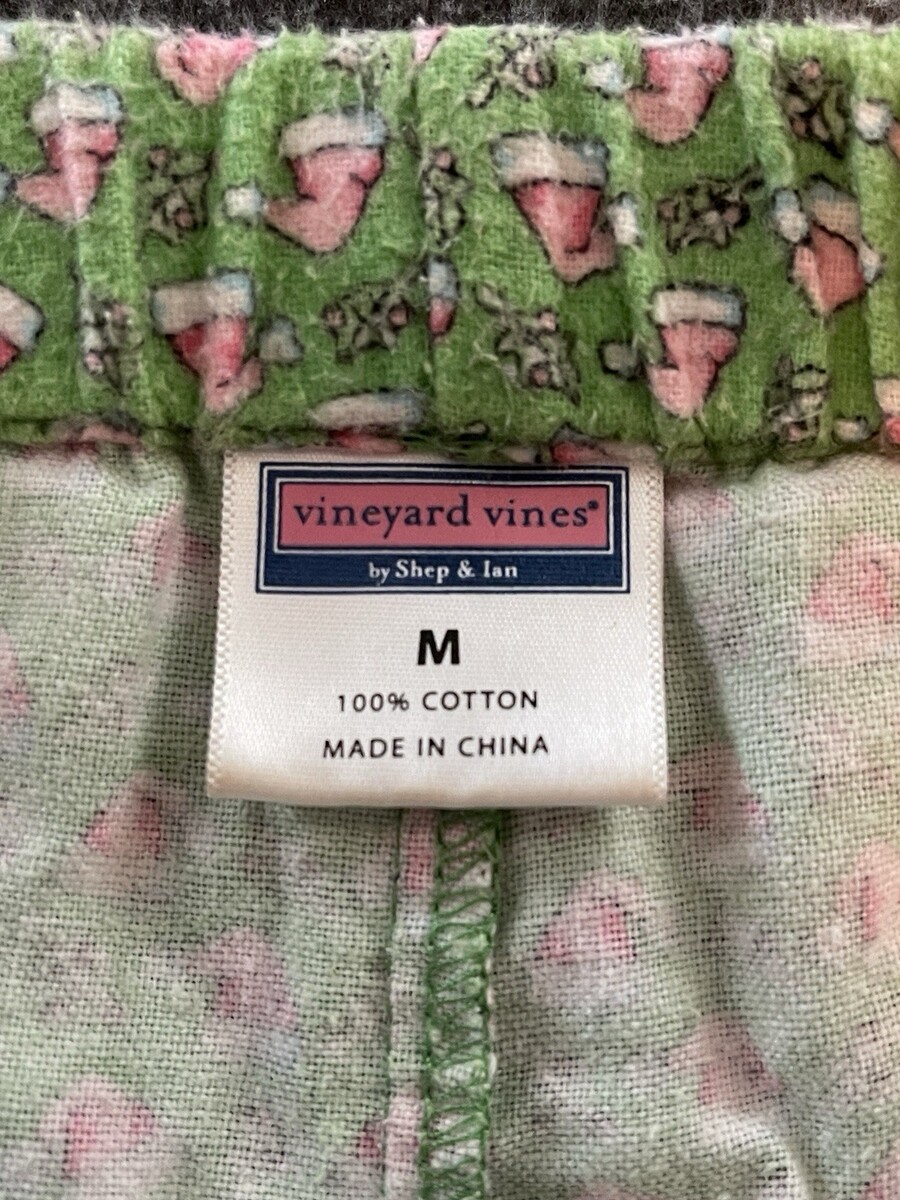 vineyard vines®
by Shep & Ian
M
100% COTTON
MADE IN CHINA